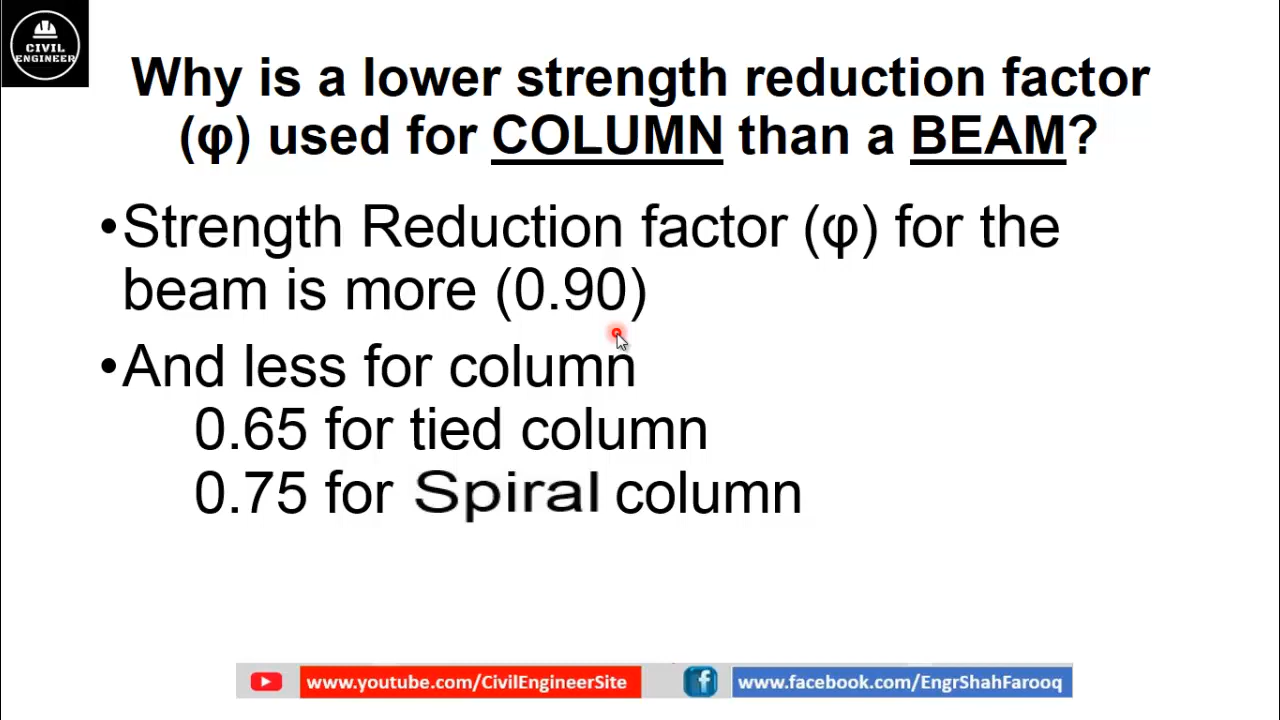 CIVIL
ENGINEER
Why is a lower strength reduction factor
(φ) used for COLUMN than a BEAM?
•Strength Reduction factor (φ) for the
beam is more (0.90)
•And less for column
0.65 for tied column
0.75 for Spiral column
www.youtube.com/CivilEngineerSite
www.facebook.com/EngrShahFarooq